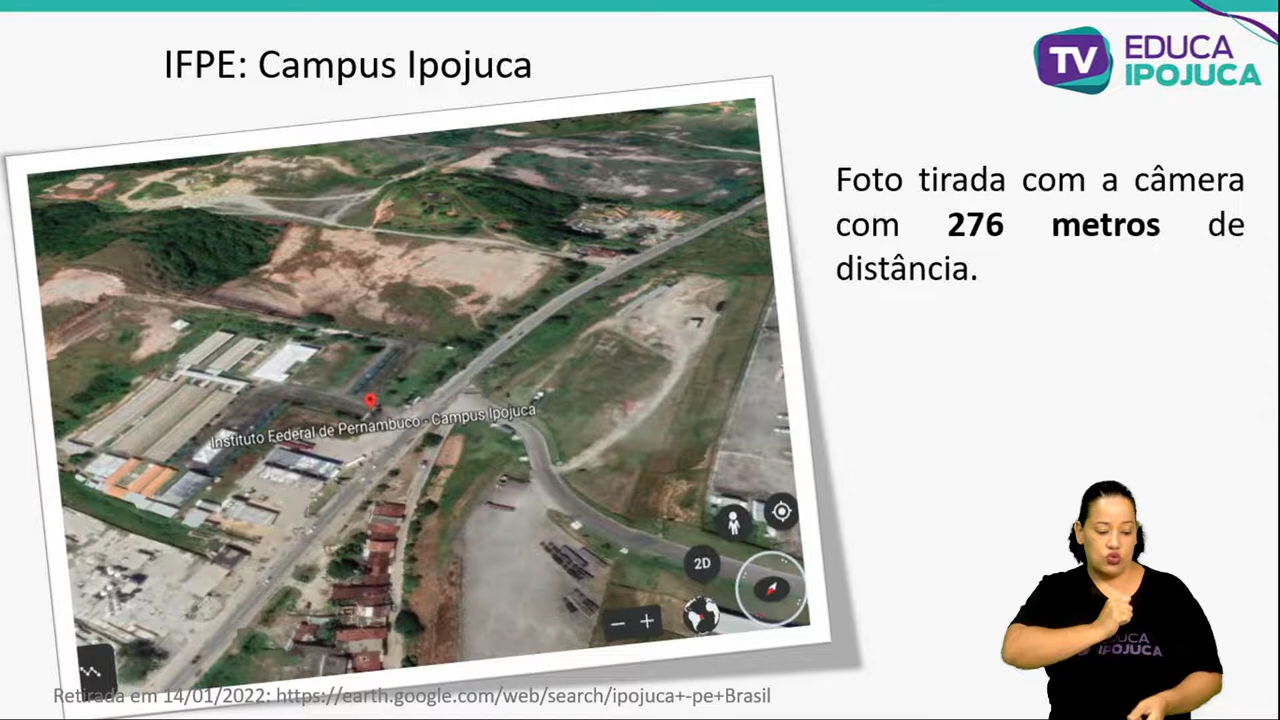 IFPE: Campus Ipojuca
TV EDUCA
IPOJUCA
Foto tirada com a câmera
com 276 metros de
distância.
Instituto Federal de Pernambuco - Campus Ipojuca
2D
EDUCA
IPOJUCA
Retirada em 14/01/2022: https://earth.google.com/web/search/ipojuca+-pe+Brasil